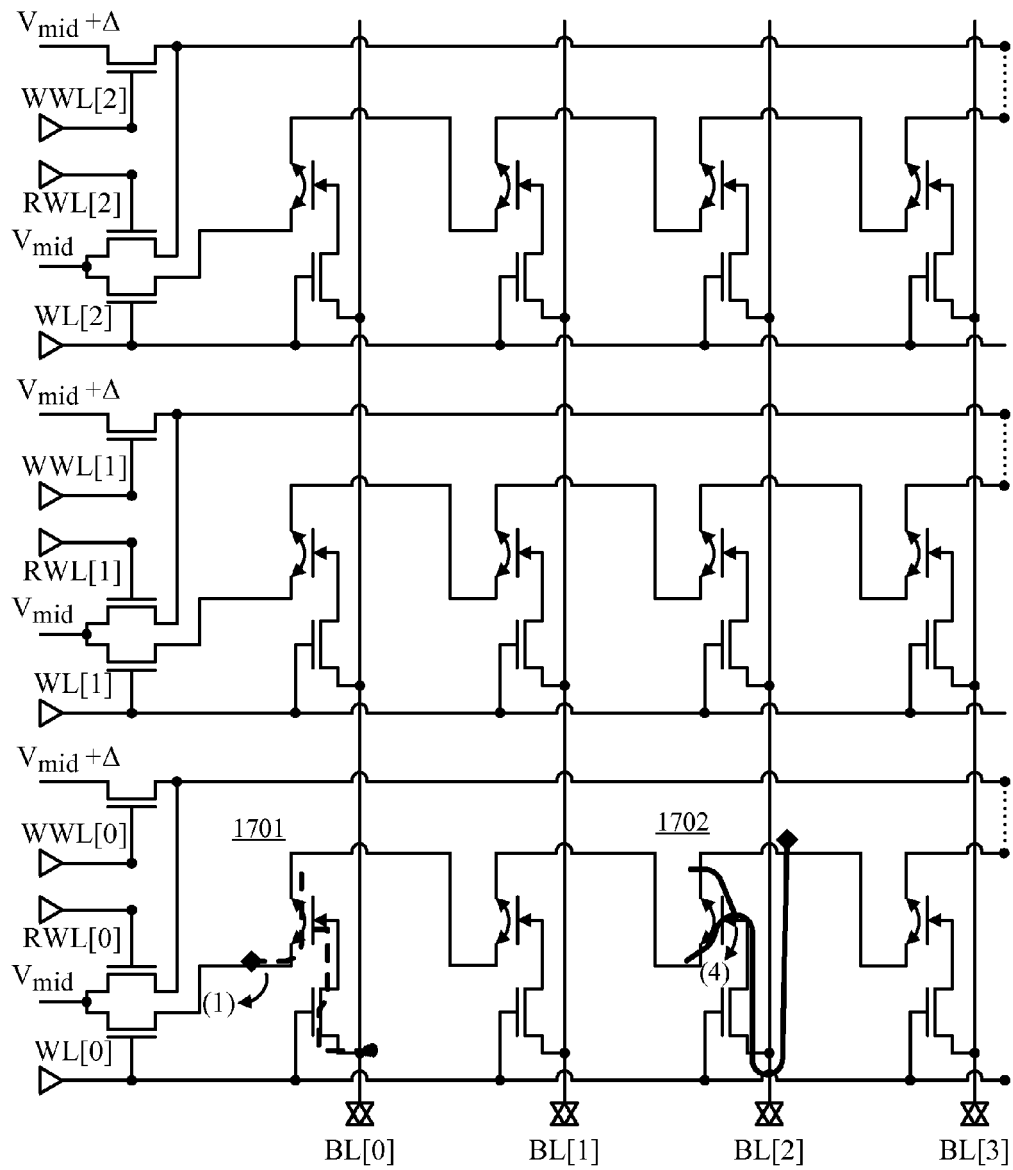 Vmid +Δ
WWL[2]
RWL[2]
Vmid
WL[2]
Vmid +Δ
WWL[1]
RWL[1]
Vmid
WL[1]
Vmid +Δ
1701
1702
WWL[0]
RWL[0]
(4)
Vmid
(1)
WL[0]
BL[0] BL[1] BL[2] BL[3]